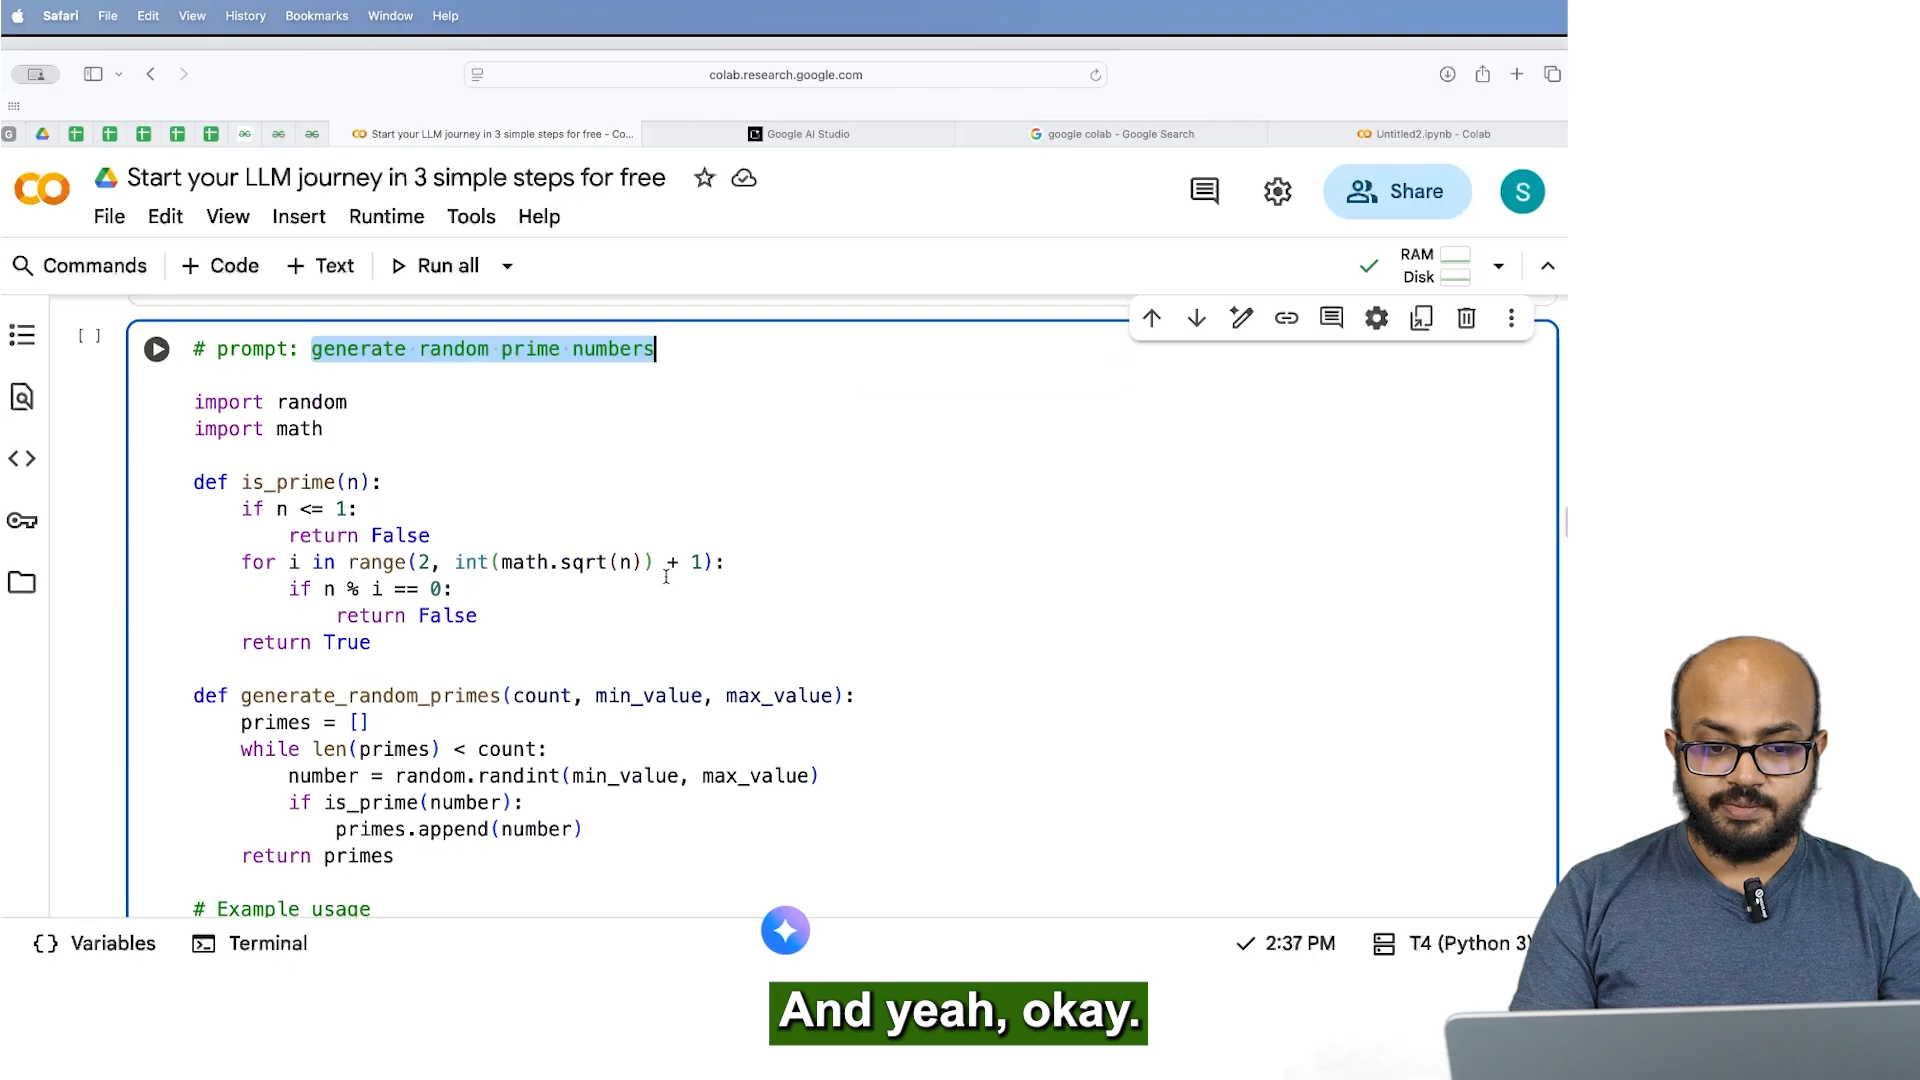 Safari File Edit View History Bookmarks Window Help
colab.research.google.com
G Start your LLM journey in 3 simple steps for free - Co... Google AI Studio google colab - Google Search Untitled2.ipynb - Colab
Start your LLM journey in 3 simple steps for free
Share
S
File Edit View Insert Runtime Tools Help
Commands + Code + Text Run all
RAM
Disk
[ ]
# prompt: generate random prime numbers
import random
import math
def is_prime(n):
if n <= 1:
return False
for i in range(2, int(math.sqrt(n)) + 1):
if n % i == 0:
return False
return True
def generate_random_primes(count, min_value, max_value):
primes = []
while len(primes) < count:
number = random.randint(min_value, max_value)
if is_prime(number):
primes.append(number)
return primes
# Example usage
{} Variables Terminal
2:37 PM T4 (Python 3)
And yeah, okay.